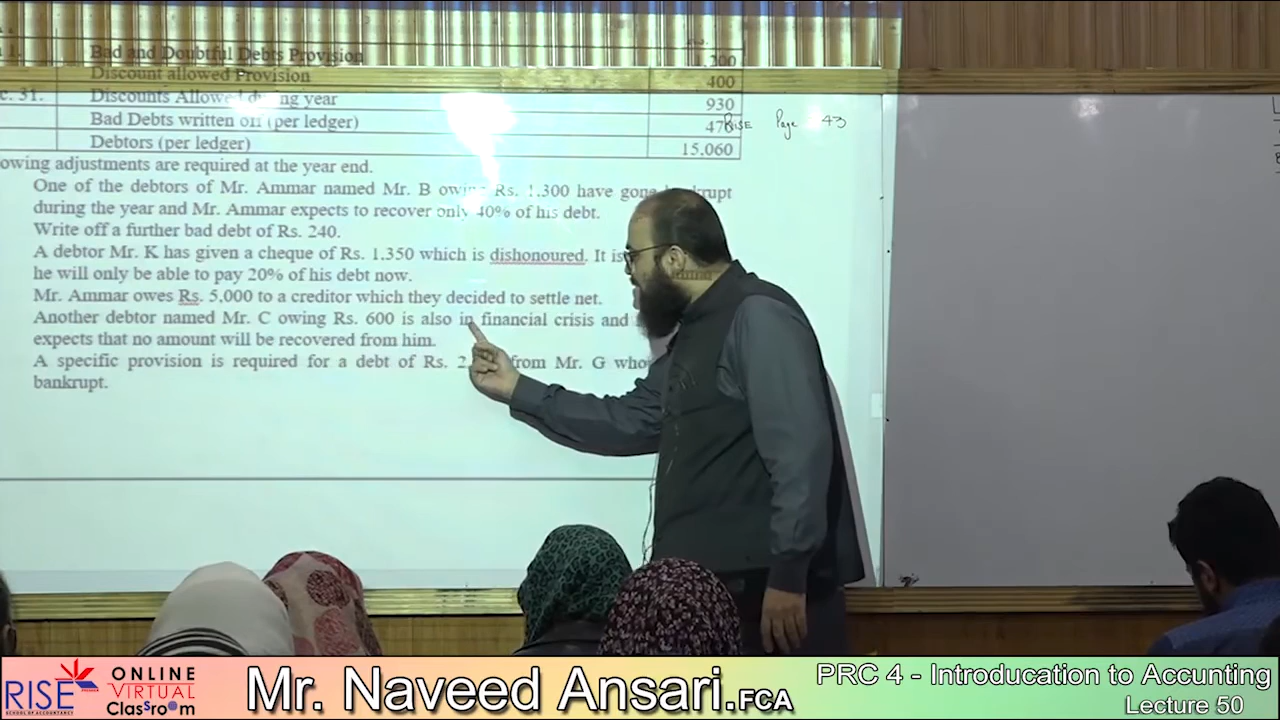 Bad and Doubtful Debts Provision 1,300
Discount allowed Provision 400
c. 31. Discounts Allowed during year 930
Bad Debts written off (per ledger) 470
RISE Page 43
Debtors (per ledger) 15,060
owing adjustments are required at the year end.
One of the debtors of Mr. Ammar named Mr. B owing Rs. 1,300 have gone bankrupt
during the year and Mr. Ammar expects to recover only 40% of his debt.
Write off a further bad debt of Rs. 240.
A debtor Mr. K has given a cheque of Rs. 1,350 which is dishonoured. It is
he will only be able to pay 20% of his debt now.
Mr. Ammar owes Rs. 5,000 to a creditor which they decided to settle net.
Another debtor named Mr. C owing Rs. 600 is also in financial crisis and
expects that no amount will be recovered from him.
A specific provision is required for a debt of Rs. from Mr. G who
bankrupt.
RISE
SCHOOL OF ACCOUNTANCY
ONLINE
VIRTUAL
ClasSroom
Mr. Naveed Ansari.FCA
PRC 4 - Introducation to Accunting
Lecture 50